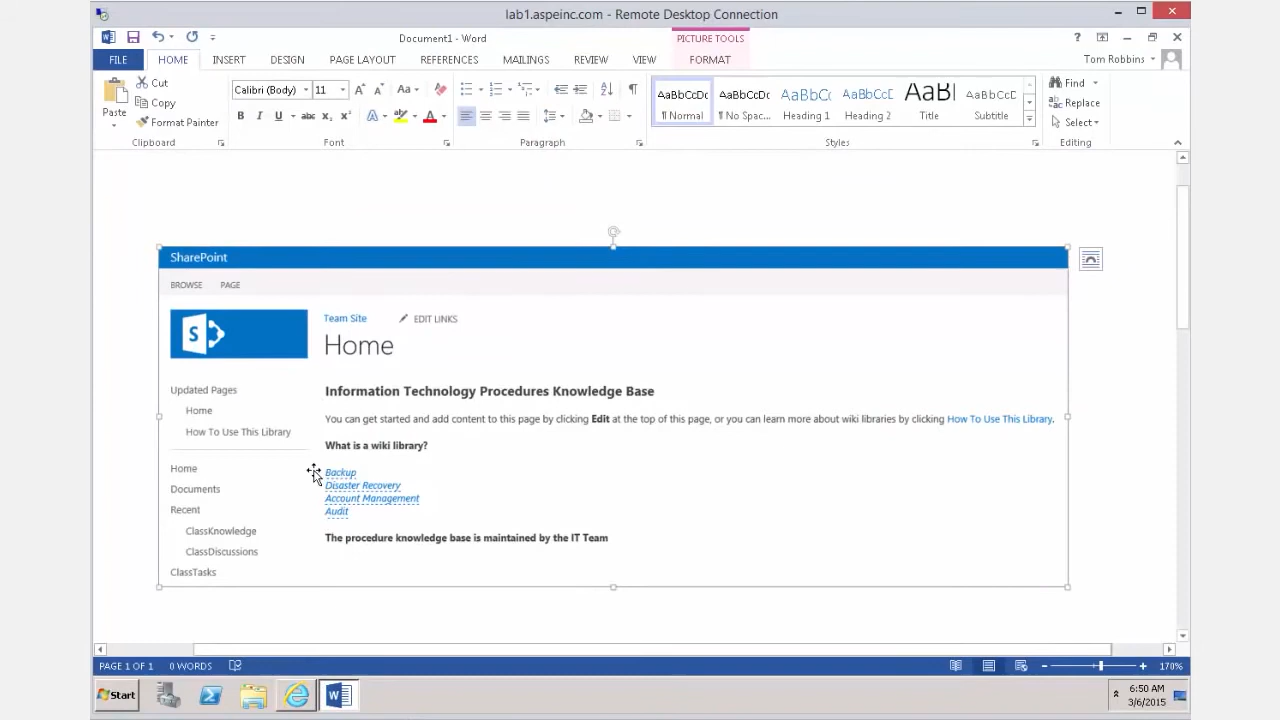 lab1.aspeinc.com - Remote Desktop Connection
Document1 - Word
PICTURE TOOLS
FILE HOME INSERT DESIGN PAGE LAYOUT REFERENCES MAILINGS REVIEW VIEW FORMAT
Tom Robbins
Paste
Cut
Copy
Format Painter
Clipboard
Calibri (Body) 11
Font
Paragraph
AaBbCcDc AaBbCcDc AaBbCc AaBbCcD AaBl AaBbCcD
¶ Normal ¶ No Spac... Heading 1 Heading 2 Title Subtitle
Styles
Find
Replace
Select
Editing
SharePoint
BROWSE PAGE
S
Team Site EDIT LINKS
Home
Updated Pages
Home
How To Use This Library
Home
Documents
Recent
ClassKnowledge
ClassDiscussions
ClassTasks
Information Technology Procedures Knowledge Base
You can get started and add content to this page by clicking Edit at the top of this page, or you can learn more about wiki libraries by clicking How To Use This Library.
What is a wiki library?
Backup
Disaster Recovery
Account Management
Audit
The procedure knowledge base is maintained by the IT Team
PAGE 1 OF 1 0 WORDS
170%
Start
6:50 AM
3/6/2015